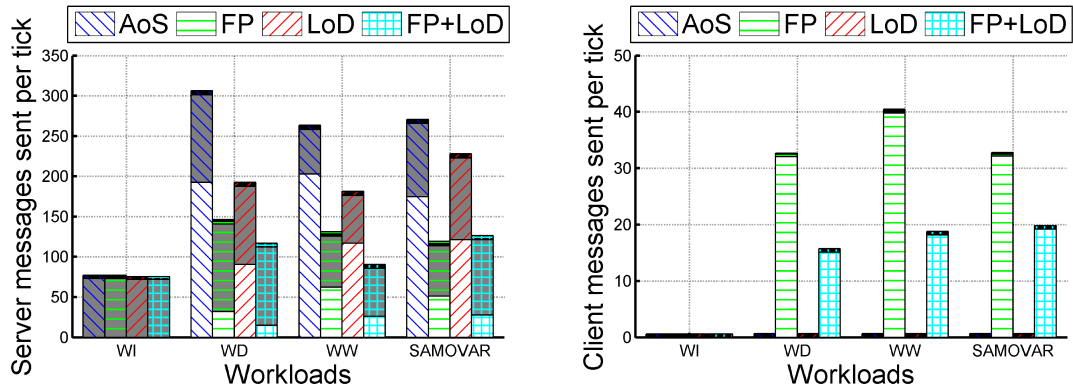 AoS FP LoD FP+LoD
Server messages sent per tick
350
300
250
200
150
100
50
0
WI WD WW SAMOVAR
Workloads
AoS FP LoD FP+LoD
Client messages sent per tick
50
40
30
20
10
0
WI WD WW SAMOVAR
Workloads